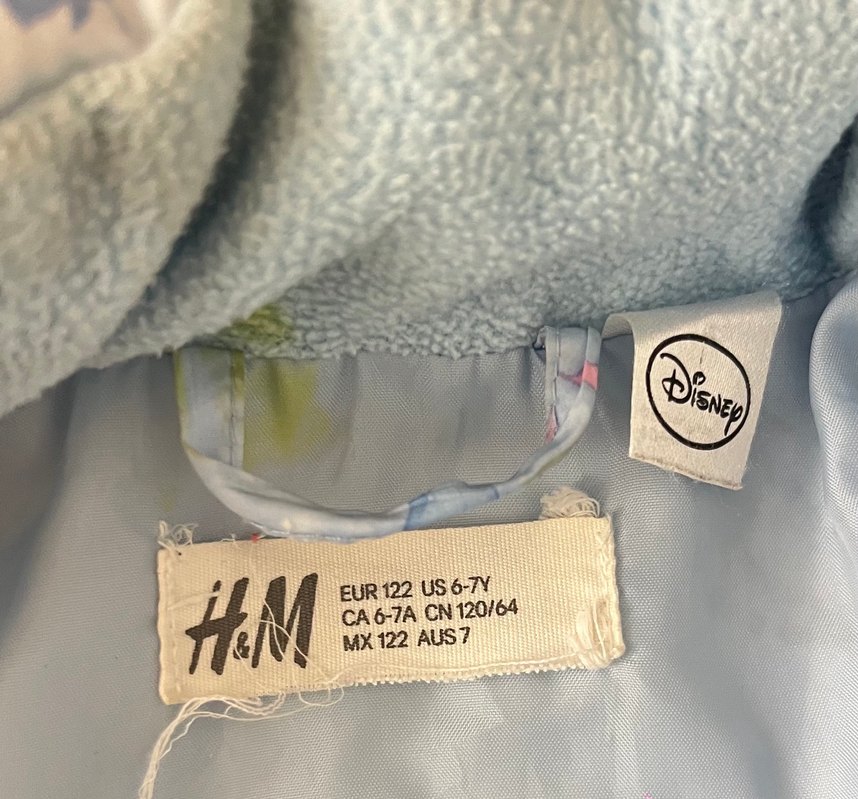 Disney
H&M
EUR 122 US 6-7Y
CA 6-7A CN 120/64
MX 122 AUS 7